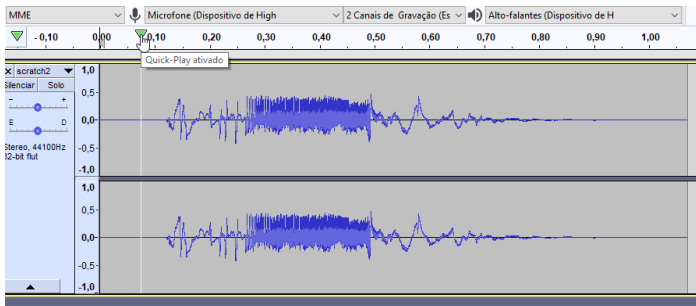 MME Microfone (Dispositivo de High 2 Canais de Gravação (Es Alto-falantes (Dispositivo de H
- 0,10 0,00 0,10 0,20 0,30 0,40 0,50 0,60 0,70 0,80 0,90 1,00
Quick-Play ativado
× scratch2 1,0
Silenciar Solo
0,5
- +
E D 0,0
Stereo, 44100Hz -0,5
32-bit flut
-1,0
1,0
0,5
0,0
-0,5
-1,0